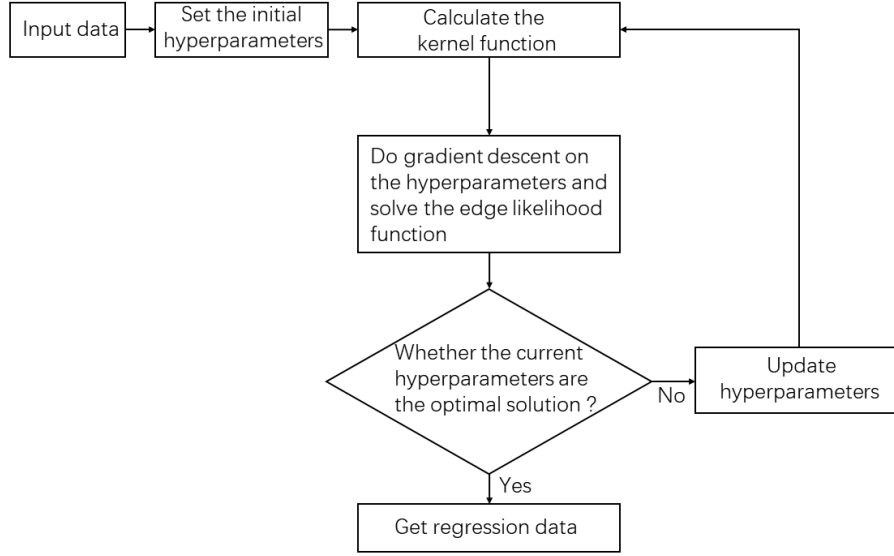 Input data
Set the initial
hyperparameters
Calculate the
kernel function
Do gradient descent on
the hyperparameters and
solve the edge likelihood
function
Whether the current
hyperparameters are
the optimal solution ?
No
Update
hyperparameters
Yes
Get regression data